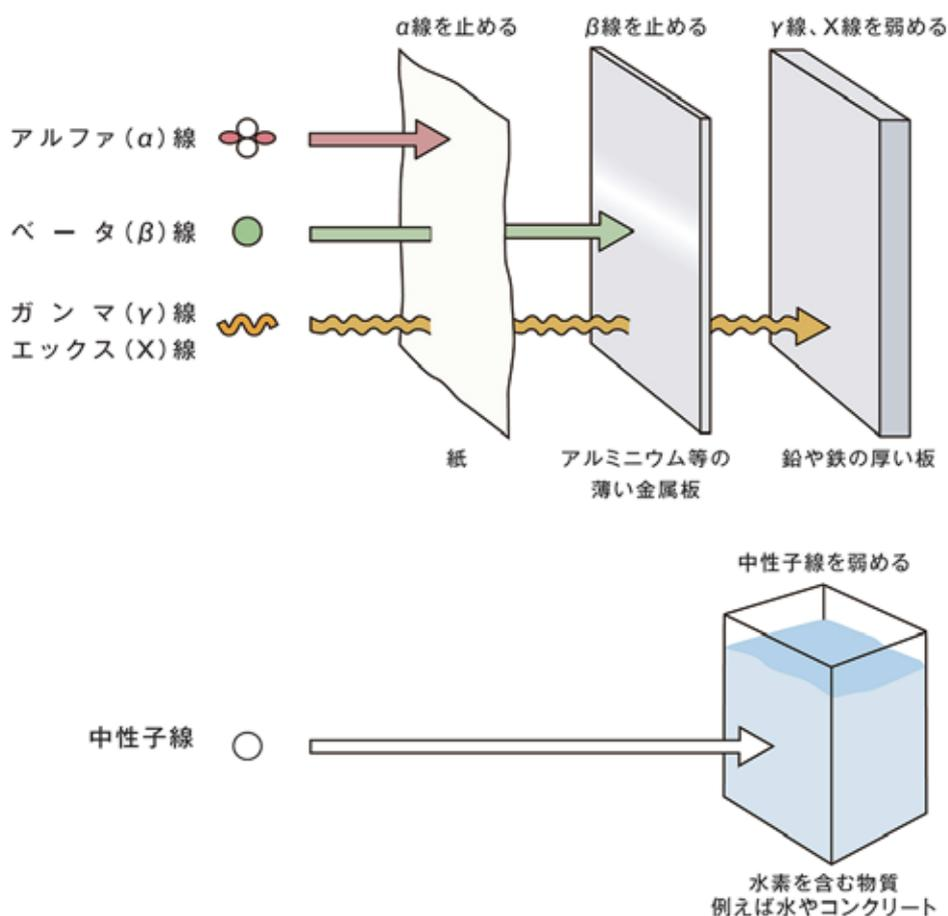 α線を止める
β線を止める
γ線、X線を弱める
アルファ(α)線
ベータ(β)線
ガンマ(γ)線
エックス(X)線
紙
アルミニウム等の
薄い金属板
鉛や鉄の厚い板
中性子線を弱める
中性子線
水素を含む物質
例えば水やコンクリート